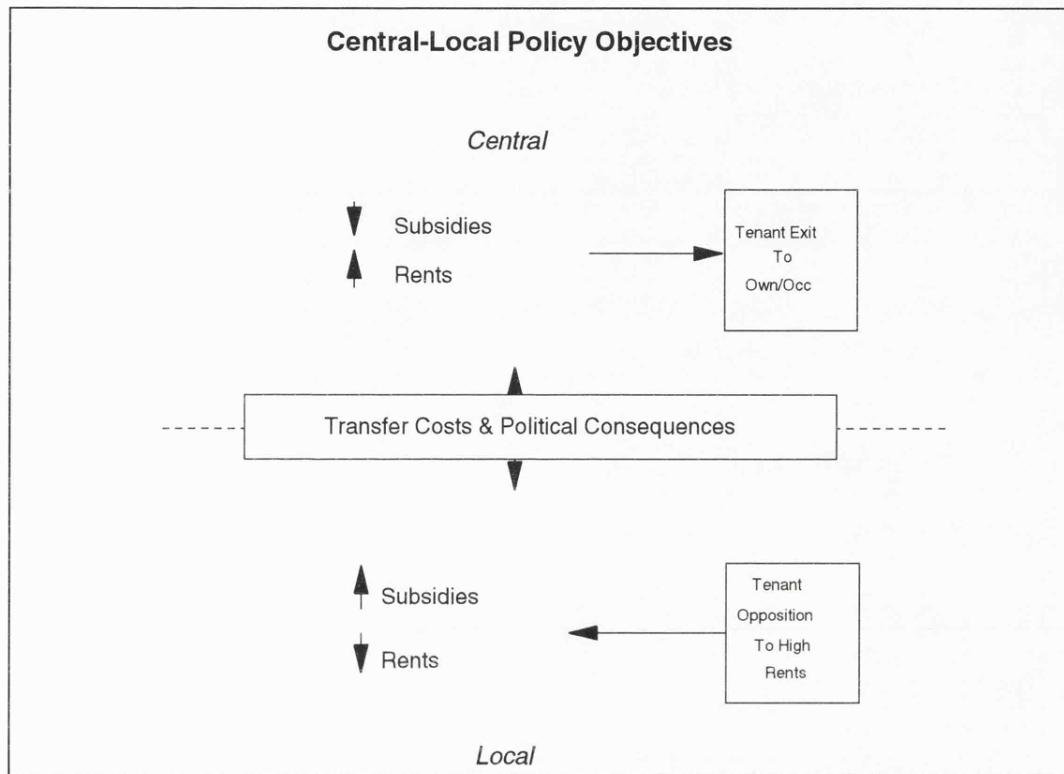 Central-Local Policy Objectives
Central
Subsidies
Rents
Tenant Exit
To
Own/Occ
Transfer Costs & Political Consequences
Subsidies
Rents
Tenant
Opposition
To High
Rents
Local